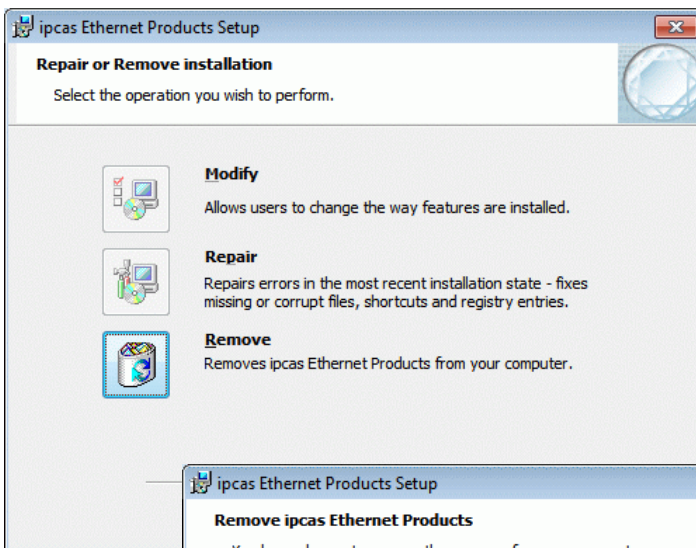 ipcas Ethernet Products Setup
Repair or Remove installation
Select the operation you wish to perform.
Modify
Allows users to change the way features are installed.
Repair
Repairs errors in the most recent installation state - fixes
missing or corrupt files, shortcuts and registry entries.
Remove
Removes ipcas Ethernet Products from your computer.
ipcas Ethernet Products Setup
Remove ipcas Ethernet Products